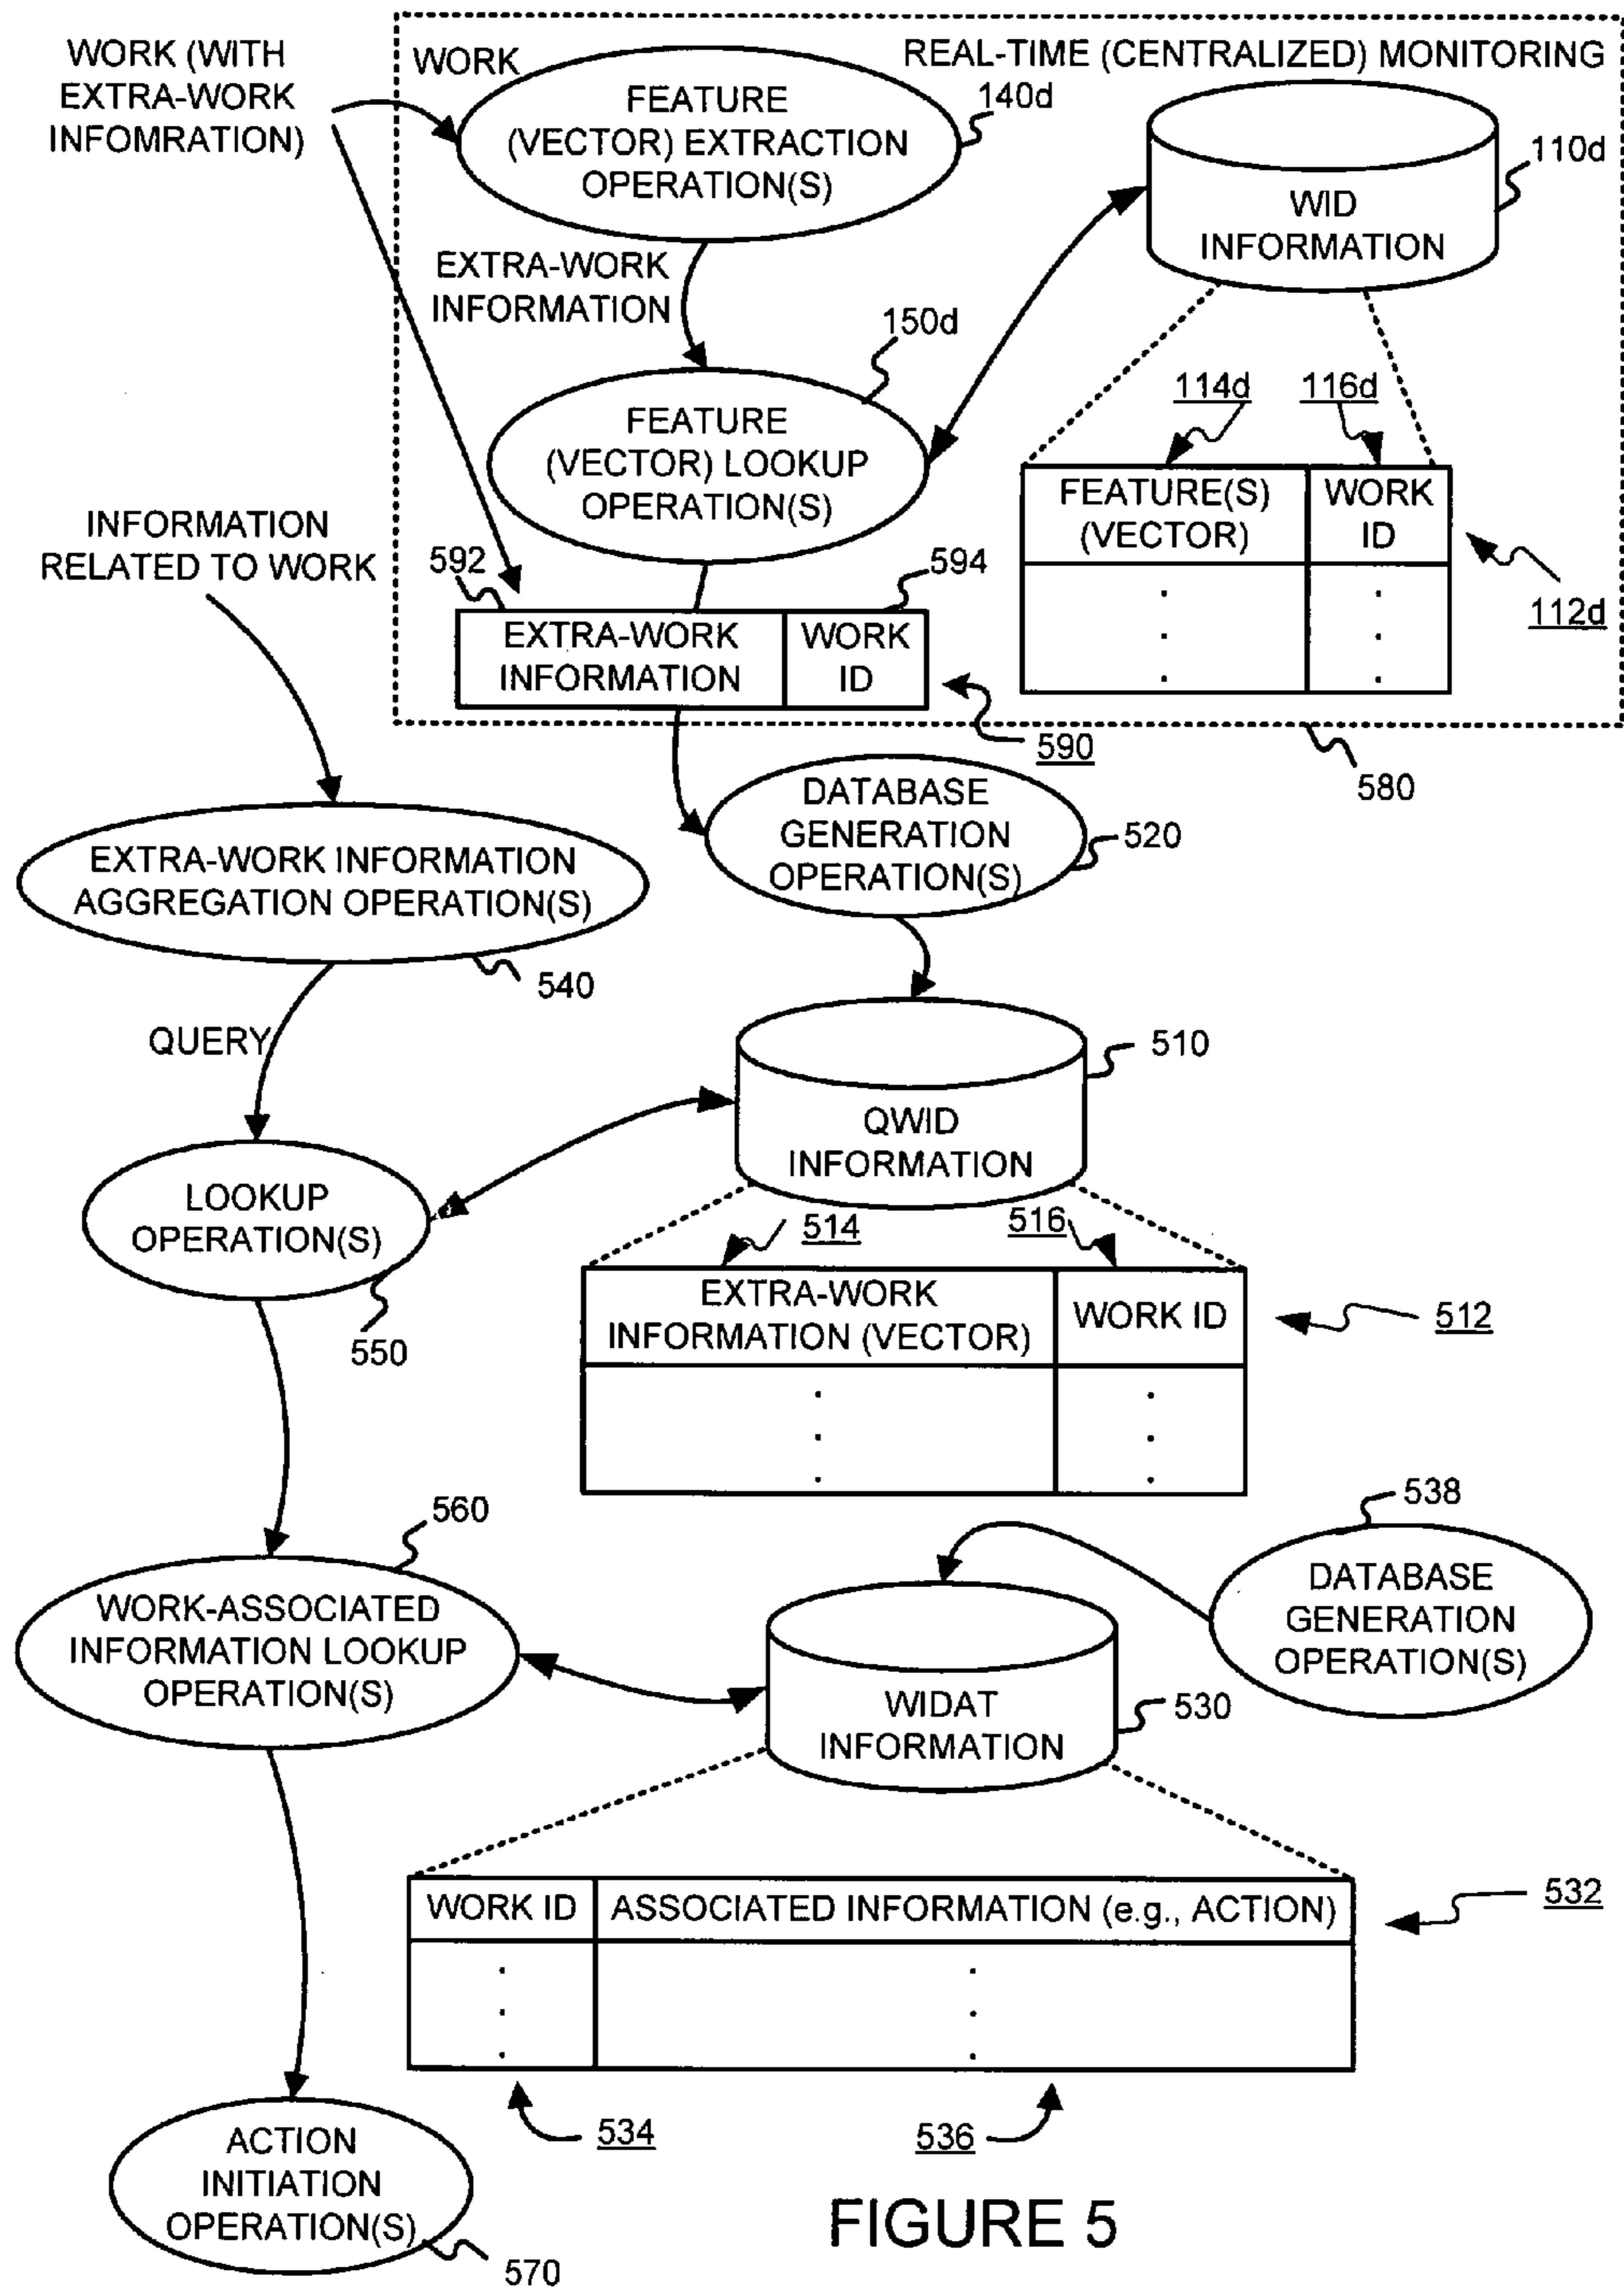 WORK (WITH
EXTRA-WORK
INFOMRATION)
WORK
REAL-TIME (CENTRALIZED) MONITORING
FEATURE
(VECTOR) EXTRACTION
OPERATION(S)
140d
WID
INFORMATION
110d
EXTRA-WORK
INFORMATION
150d
FEATURE
(VECTOR) LOOKUP
OPERATION(S)
114d
116d
FEATURE(S)
(VECTOR)
WORK
ID
.
.
.
.
.
.
112d
INFORMATION
RELATED TO WORK
592
594
EXTRA-WORK
INFORMATION
WORK
ID
590
580
DATABASE
GENERATION
OPERATION(S)
520
EXTRA-WORK INFORMATION
AGGREGATION OPERATION(S)
540
QUERY
510
QWID
INFORMATION
LOOKUP
OPERATION(S)
550
514
516
EXTRA-WORK
INFORMATION (VECTOR)
WORK ID
.
.
.
.
.
.
512
560
538
WORK-ASSOCIATED
INFORMATION LOOKUP
OPERATION(S)
DATABASE
GENERATION
OPERATION(S)
WIDAT
INFORMATION
530
WORK ID
ASSOCIATED INFORMATION (e.g., ACTION)
.
.
.
.
.
.
532
534
536
ACTION
INITIATION
OPERATION(S)
570
FIGURE 5